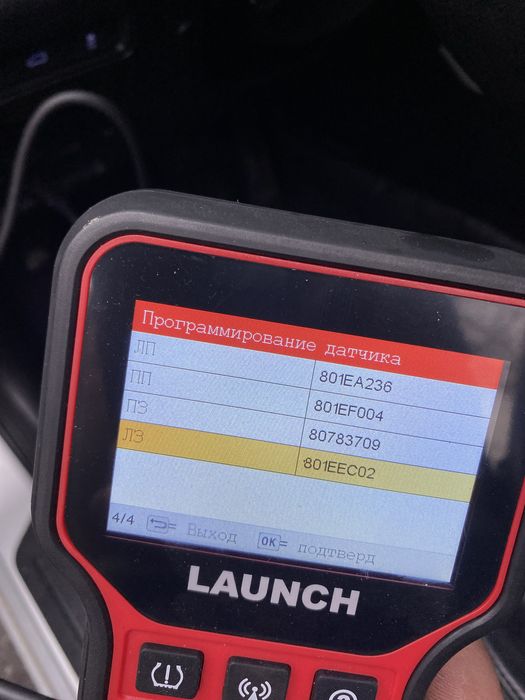 Программирование датчика
ЛП 801EA236
ПП 801EF004
ПЗ 80783709
ЛЗ 801EEC02
4/4 = Выход OK= подтверд
LAUNCH